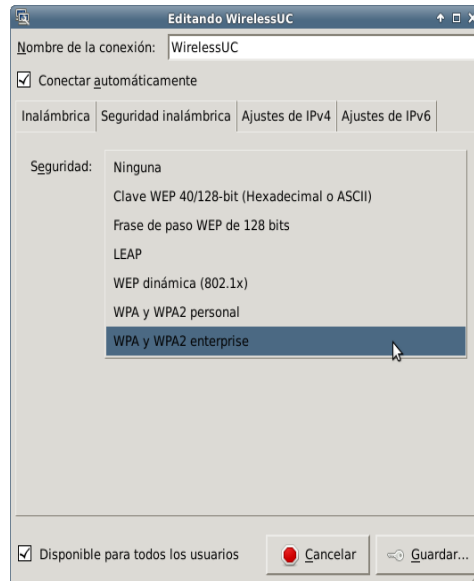 Editando WirelessUC
Nombre de la conexión: WirelessUC
Conectar automáticamente
Inalámbrica Seguridad inalámbrica Ajustes de IPv4 Ajustes de IPv6
Seguridad:
Ninguna
Clave WEP 40/128-bit (Hexadecimal o ASCII)
Frase de paso WEP de 128 bits
LEAP
WEP dinámica (802.1x)
WPA y WPA2 personal
WPA y WPA2 enterprise
Disponible para todos los usuarios Cancelar Guardar...